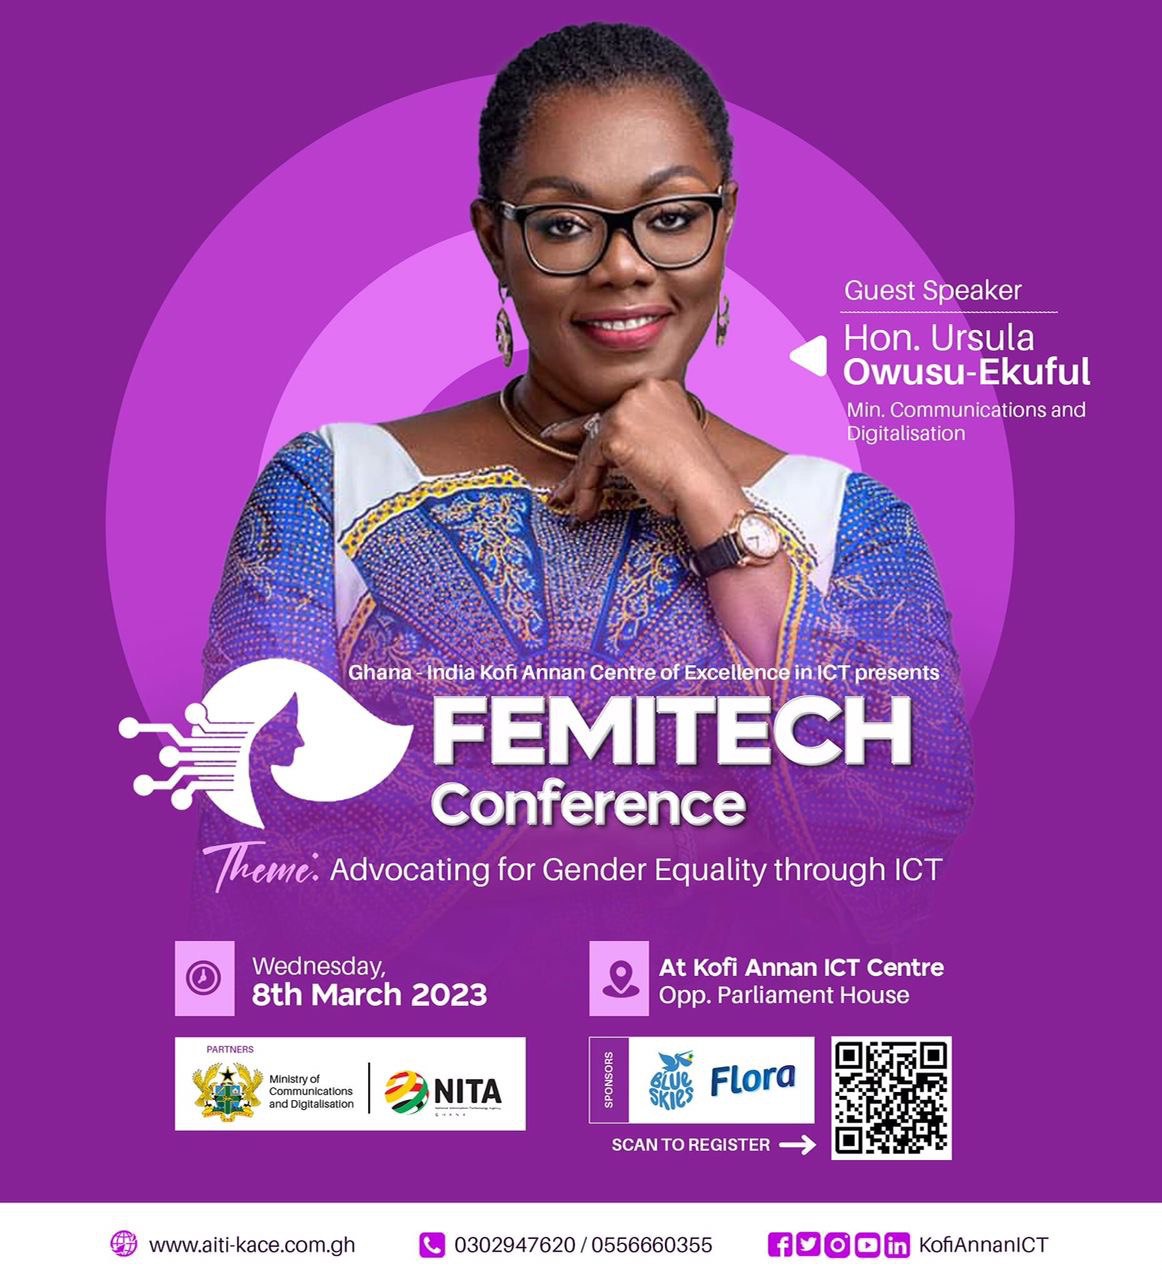 Guest Speaker
Hon. Ursula
Owusu-Ekuful
Min. Communications and
Digitalisation
Ghana - India Kofi Annan Centre of Excellence in ICT presents
FEMITECH
Conference
Theme: Advocating for Gender Equality through ICT
Wednesday,
8th March 2023
At Kofi Annan ICT Centre
Opp. Parliament House
PARTNERS
Ministry of
Communications
and Digitalisation
NITA
National Information Technology Agency
GHANA
SPONSORS
BLUE
SKIES
Flora
SCAN TO REGISTER
www.aiti-kace.com.gh
0302947620 / 0556660355
KofiAnnanICT